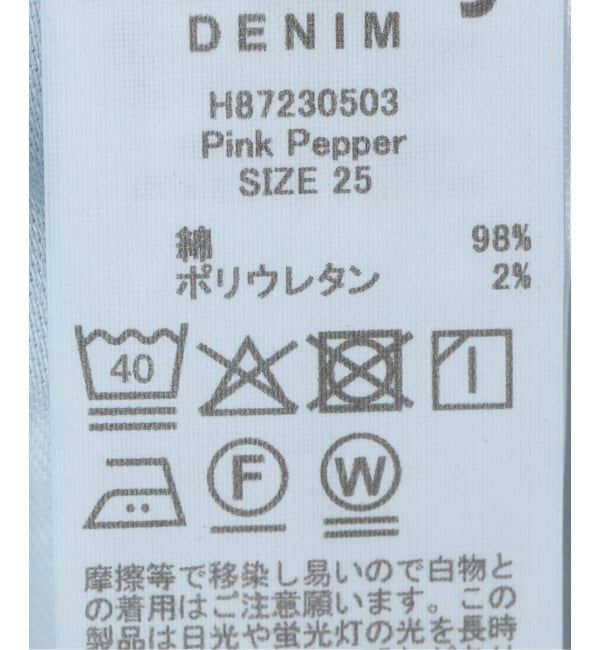 DENIM
H87230503
Pink Pepper
SIZE 25
綿 98%
ポリウレタン 2%
40
F W
摩擦等で移染し易いので白物と
の着用はご注意願います。この
製品は日光や蛍光灯の光を長時